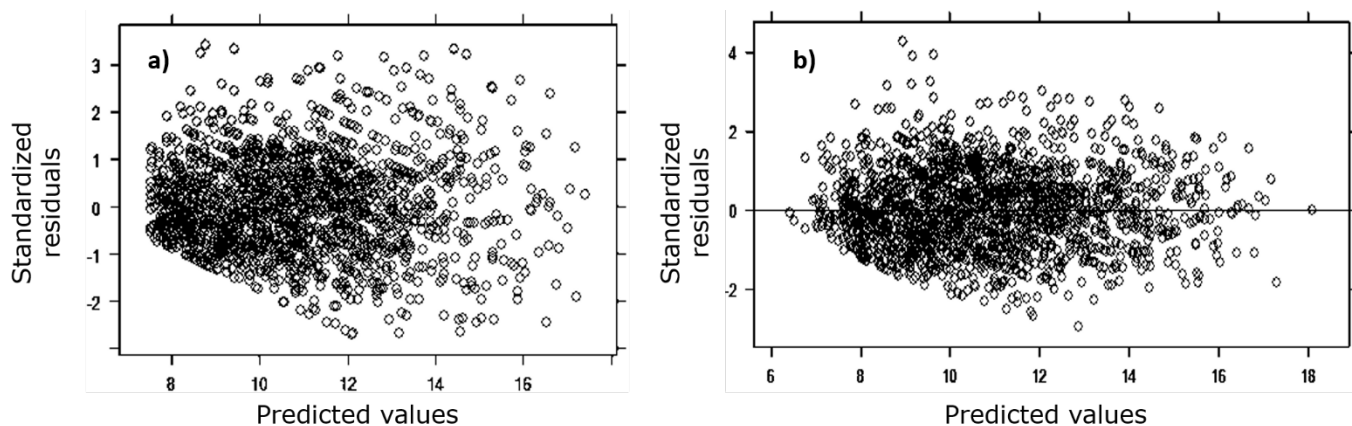 a)
3
2
1
0
-1
-2
Standardized
residuals
8 10 12 14 16
Predicted values
b)
4
2
0
-2
Standardized
residuals
6 8 10 12 14 16 18
Predicted values